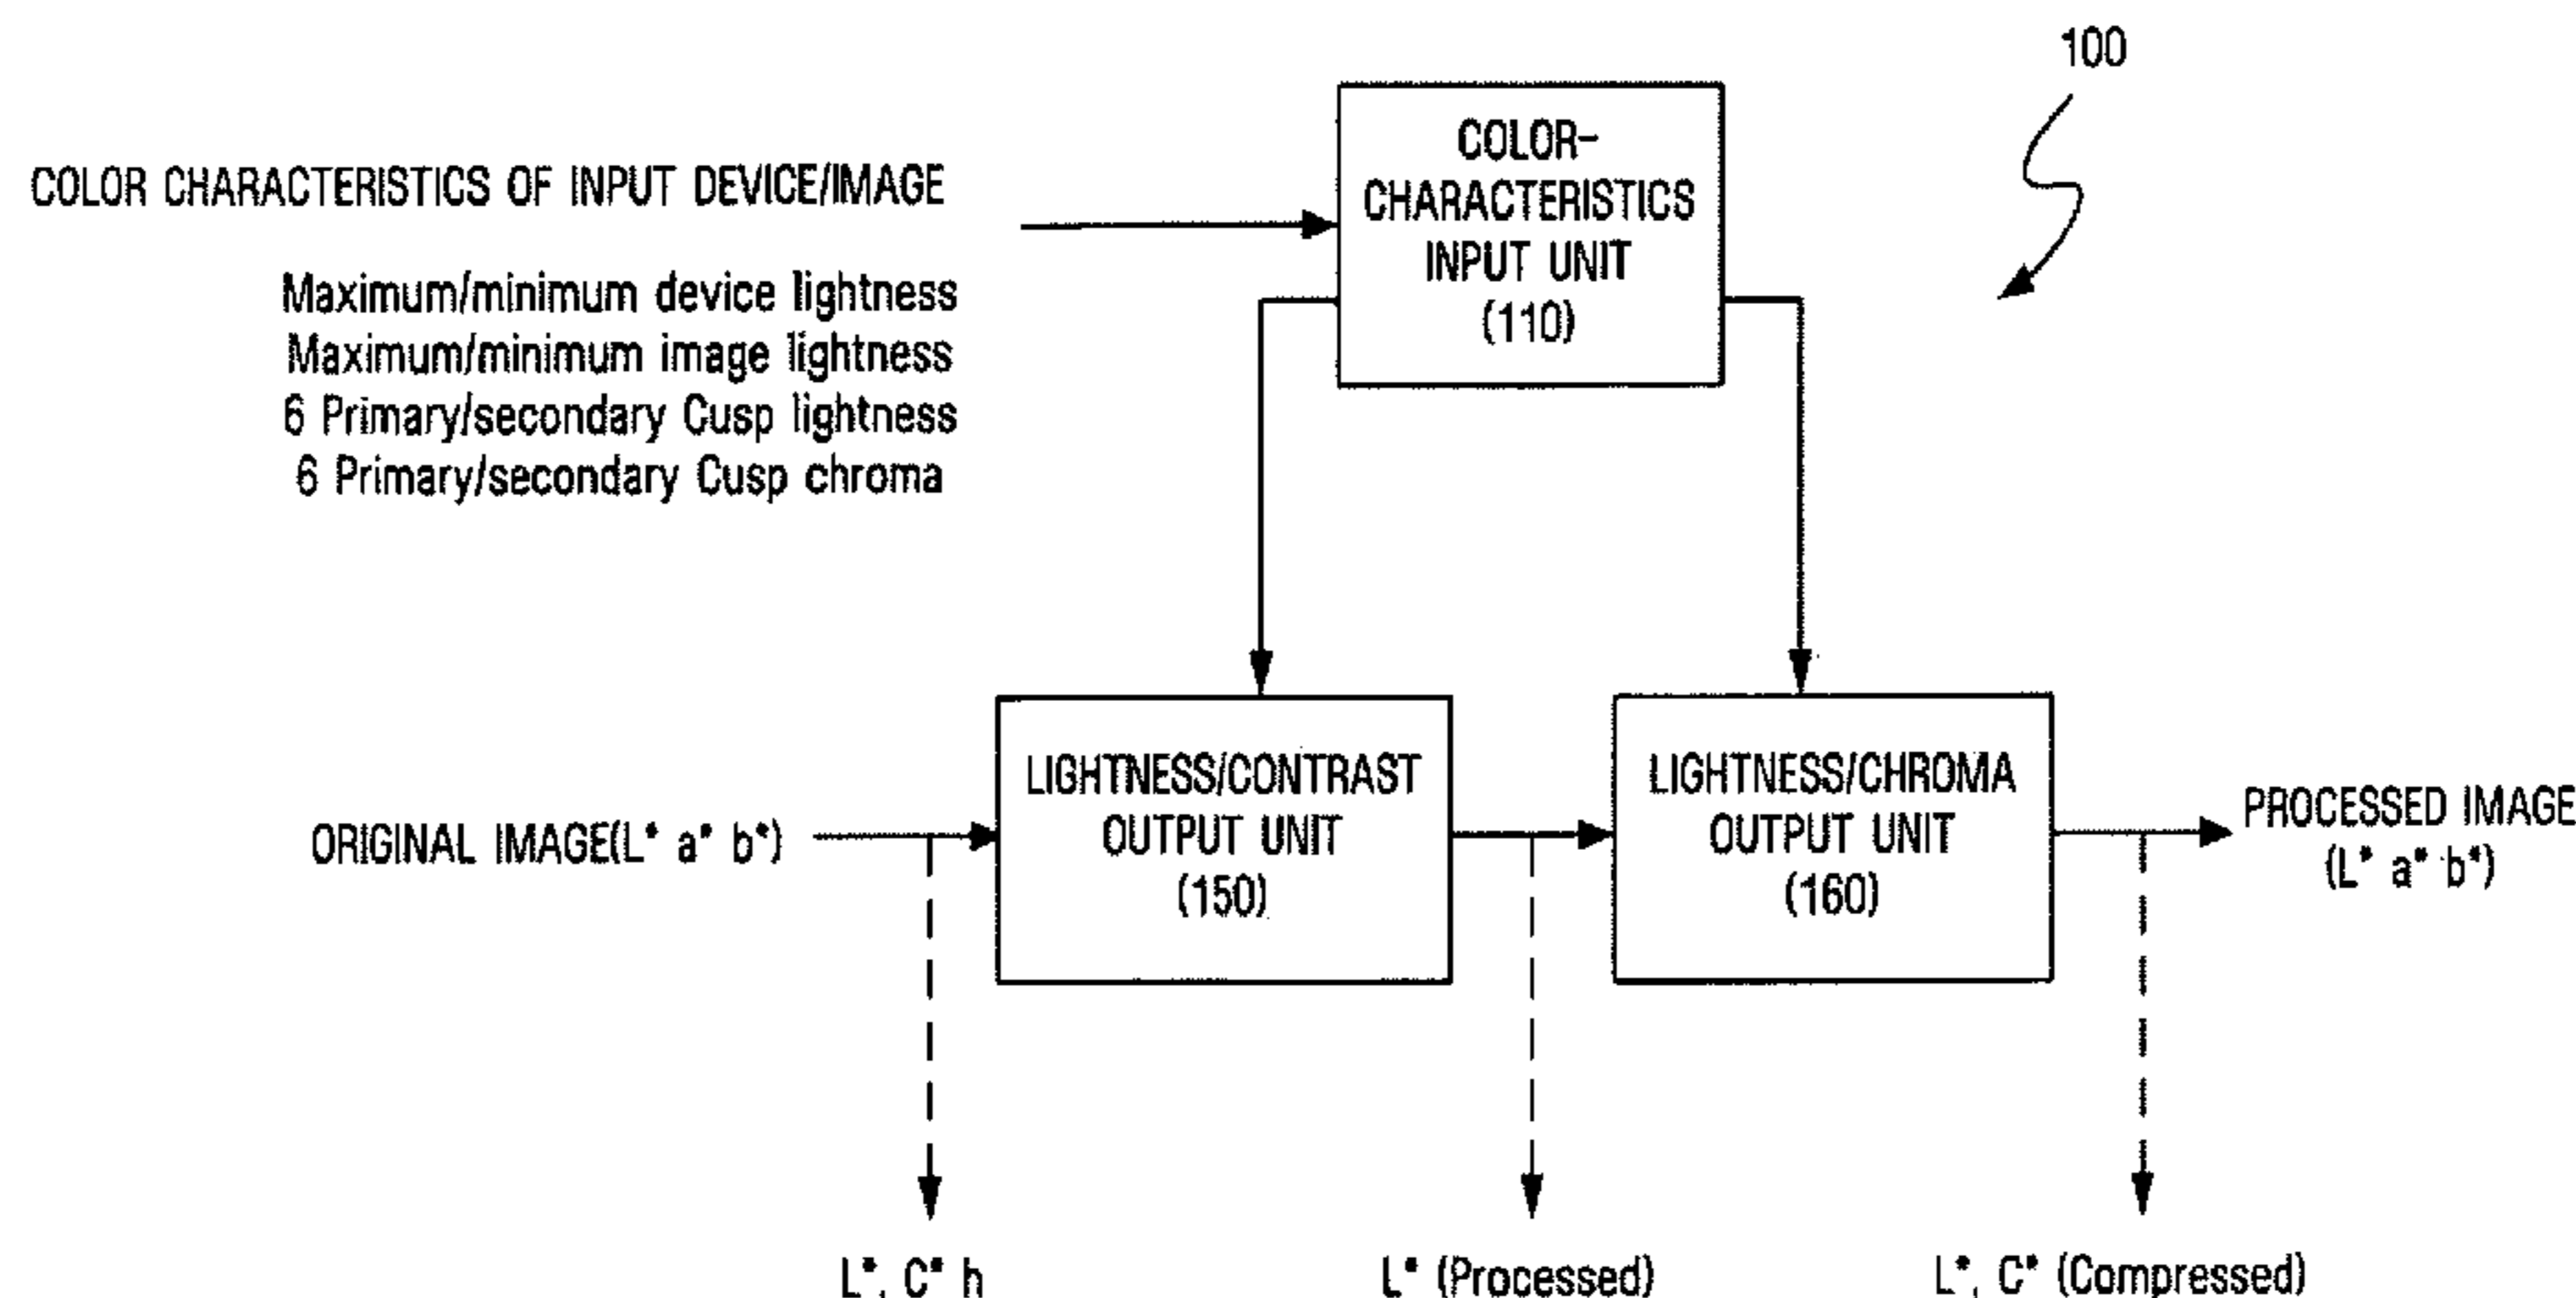 100
COLOR-
CHARACTERISTICS
INPUT UNIT
(110)
COLOR CHARACTERISTICS OF INPUT DEVICE/IMAGE
Maximum/minimum device lightness
Maximum/minimum image lightness
6 Primary/secondary Cusp lightness
6 Primary/secondary Cusp chroma
ORIGINAL IMAGE(L* a* b*)
LIGHTNESS/CONTRAST
OUTPUT UNIT
(150)
LIGHTNESS/CHROMA
OUTPUT UNIT
(160)
PROCESSED IMAGE
(L* a* b*)
L*, C* h
L* (Processed)
L*, C* (Compressed)